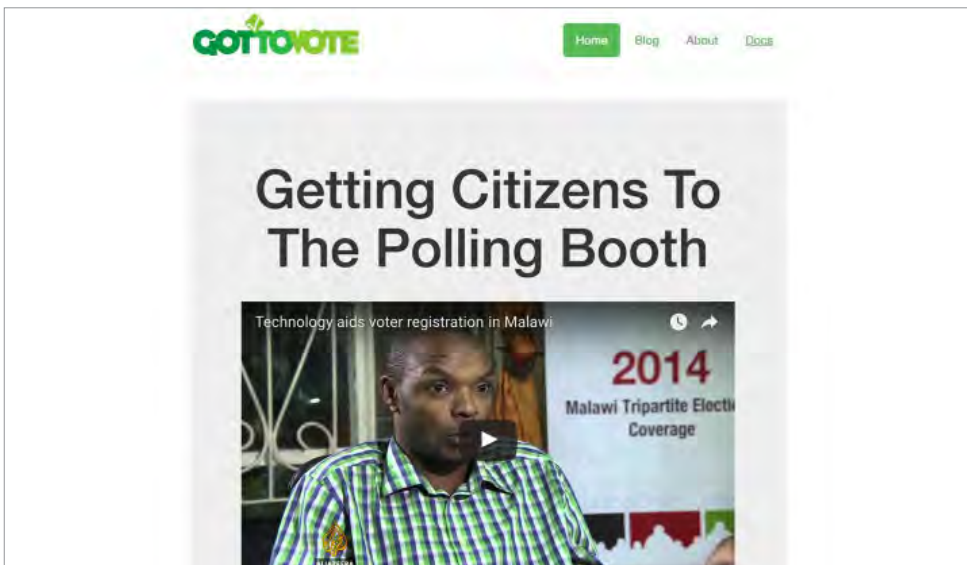 GOTTOVOTE
Home Blog About Docs
Getting Citizens To
The Polling Booth
Technology aids voter registration in Malawi
2014
Malawi Tripartite Electi
Coverage
ALJAZEERA